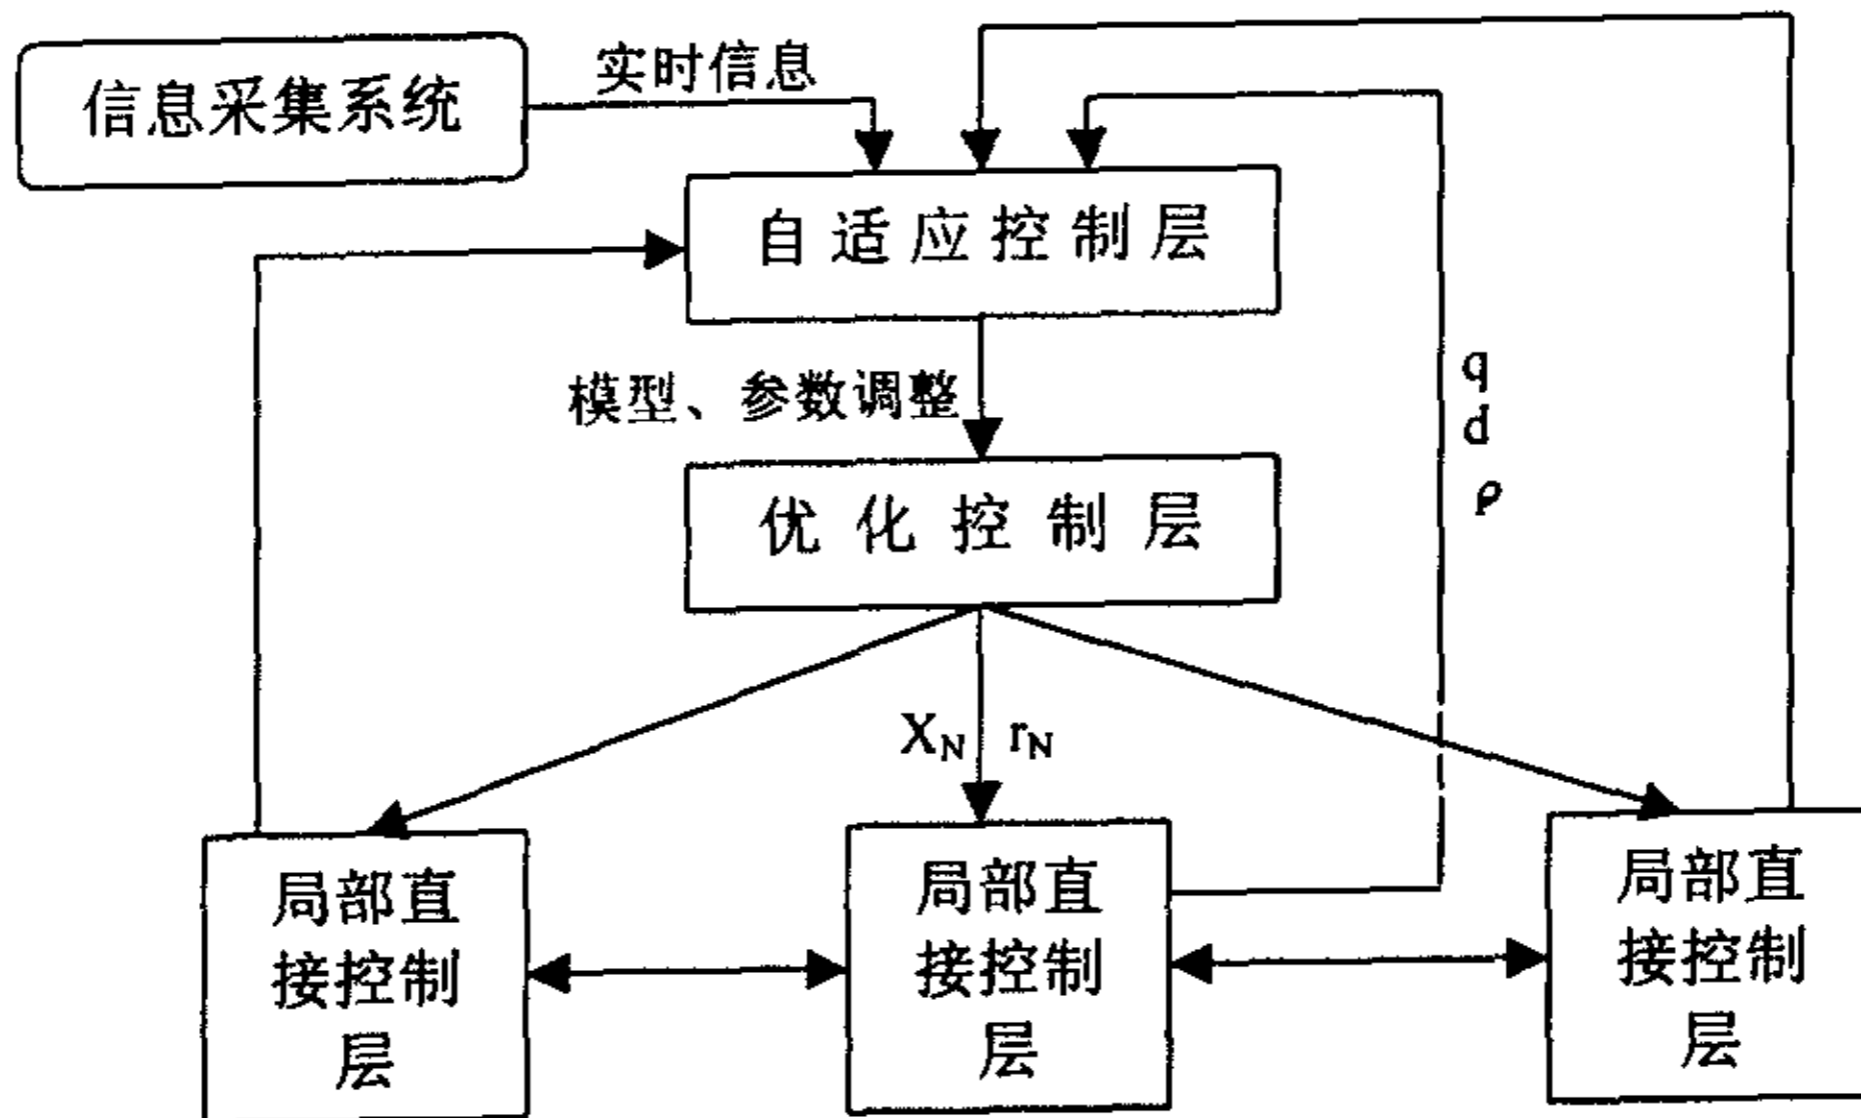 实时信息
信息采集系统
自适应控制层
模型、参数调整
q
d
ρ
优化控制层
X_N r_N
局部直
接控制
层
局部直
接控制
层
局部直
接控制
层